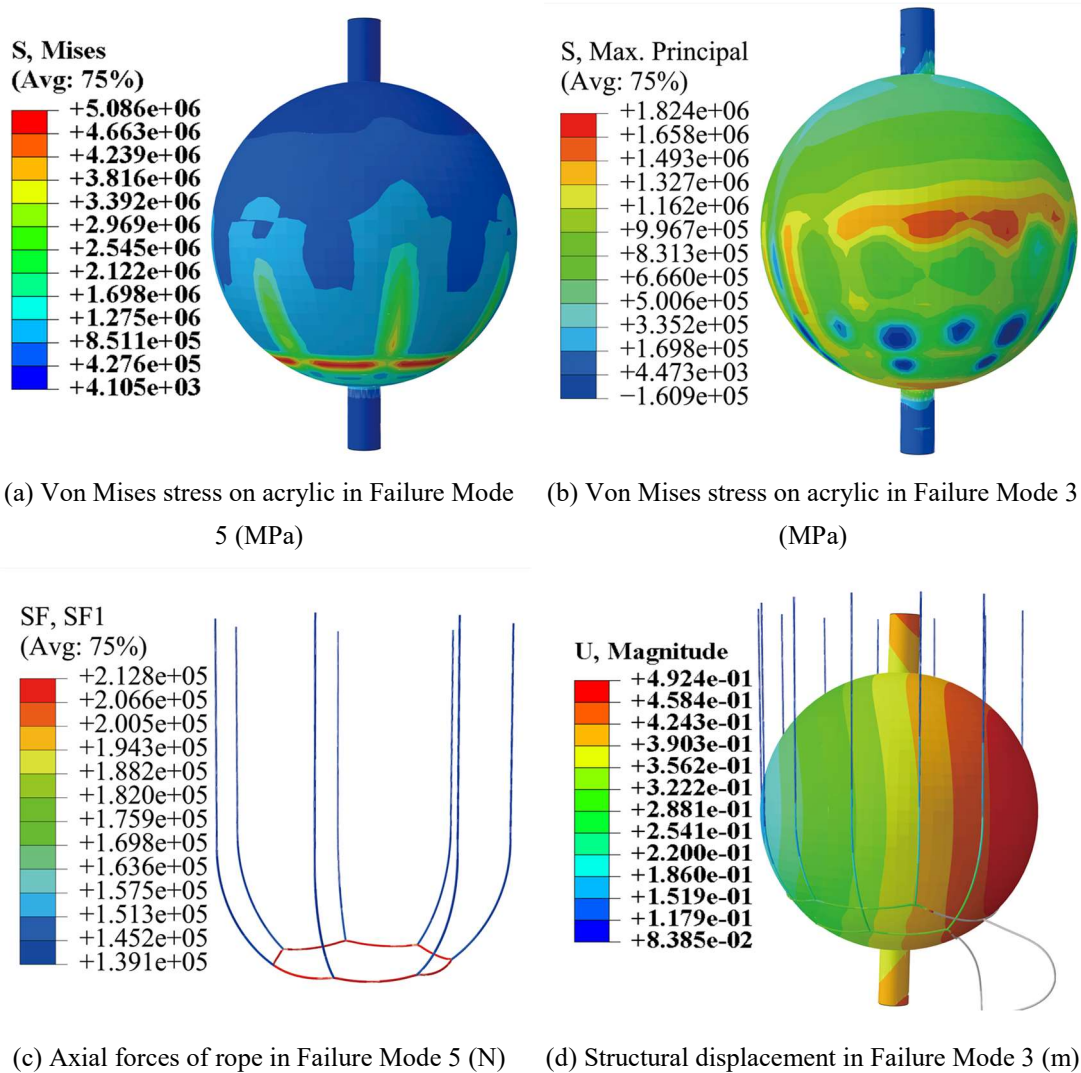 S, Mises
(Avg: 75%)
+5.086e+06
+4.663e+06
+4.239e+06
+3.816e+06
+3.392e+06
+2.969e+06
+2.545e+06
+2.122e+06
+1.698e+06
+1.275e+06
+8.511e+05
+4.276e+05
+4.105e+03
S, Max. Principal
(Avg: 75%)
+1.824e+06
+1.658e+06
+1.493e+06
+1.327e+06
+1.162e+06
+9.967e+05
+8.313e+05
+6.660e+05
+5.006e+05
+3.352e+05
+1.698e+05
+4.473e+03
−1.609e+05
(a) Von Mises stress on acrylic in Failure Mode
5 (MPa)
(b) Von Mises stress on acrylic in Failure Mode 3
(MPa)
SF, SF1
(Avg: 75%)
+2.128e+05
+2.066e+05
+2.005e+05
+1.943e+05
+1.882e+05
+1.820e+05
+1.759e+05
+1.698e+05
+1.636e+05
+1.575e+05
+1.513e+05
+1.452e+05
+1.391e+05
U, Magnitude
+4.924e-01
+4.584e-01
+4.243e-01
+3.903e-01
+3.562e-01
+3.222e-01
+2.881e-01
+2.541e-01
+2.200e-01
+1.860e-01
+1.519e-01
+1.179e-01
+8.385e-02
(c) Axial forces of rope in Failure Mode 5 (N)
(d) Structural displacement in Failure Mode 3 (m)